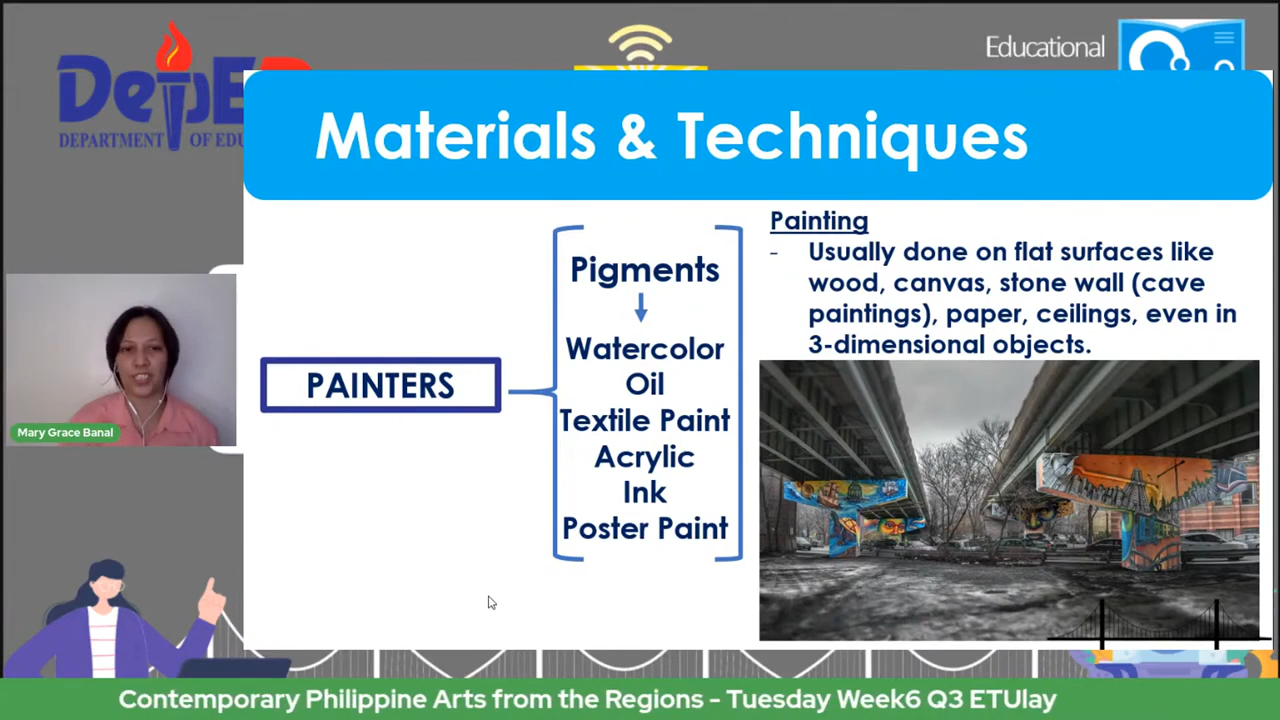 DepED
DEPARTMENT OF EDU
Educational
Materials & Techniques
PAINTERS
Pigments
Watercolor
Oil
Textile Paint
Acrylic
Ink
Poster Paint
Painting
- Usually done on flat surfaces like
wood, canvas, stone wall (cave
paintings), paper, ceilings, even in
3-dimensional objects.
Mary Grace Banal
Contemporary Philippine Arts from the Regions - Tuesday Week6 Q3 ETUlay